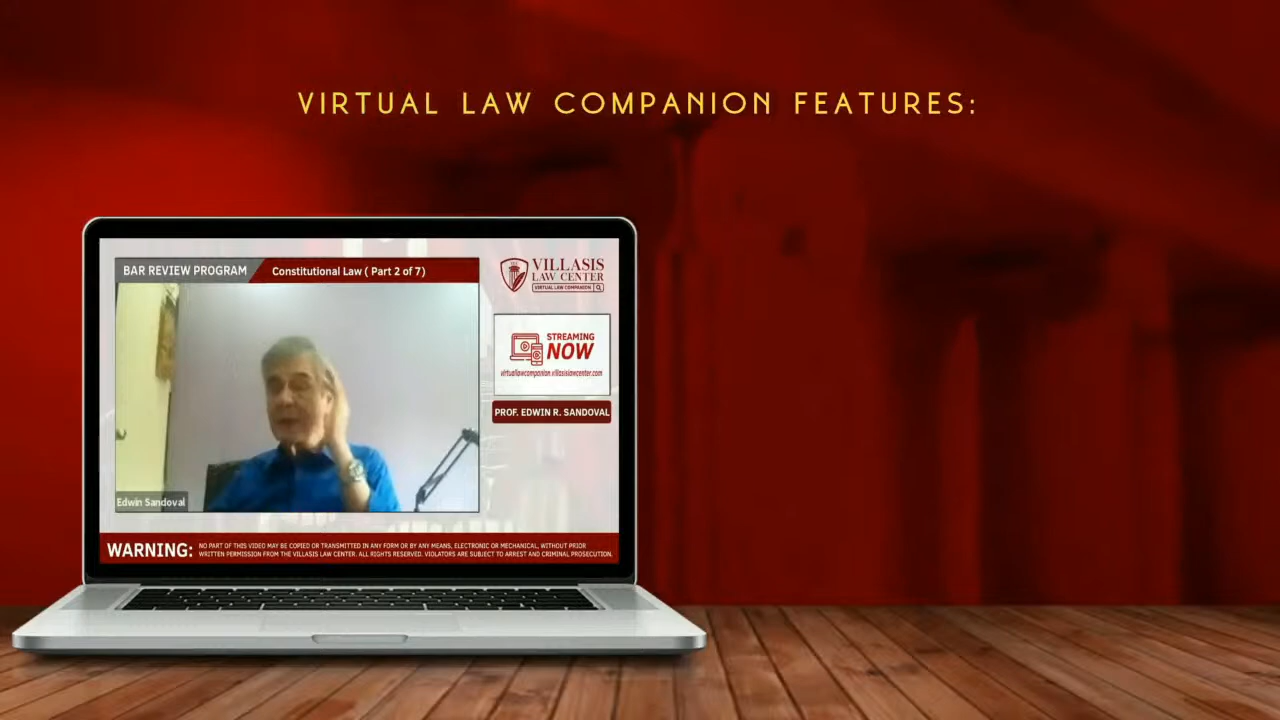 VIRTUAL LAW COMPANION FEATURES:
BAR REVIEW PROGRAM
Constitutional Law ( Part 2 of 7)
VILLASIS
LAW CENTER
VIRTUAL LAW COMPANION
STREAMING
NOW
virtuallawcompanion.villasislawcenter.com
PROF. EDWIN R. SANDOVAL
Edwin Sandoval
WARNING:
NO PART OF THIS VIDEO MAY BE COPIED OR TRANSMITTED IN ANY FORM OR BY ANY MEANS, ELECTRONIC OR MECHANICAL, WITHOUT PRIOR
WRITTEN PERMISSION FROM THE VILLASIS LAW CENTER. ALL RIGHTS RESERVED. VIOLATORS ARE SUBJECT TO ARREST AND CRIMINAL PROSECUTION.